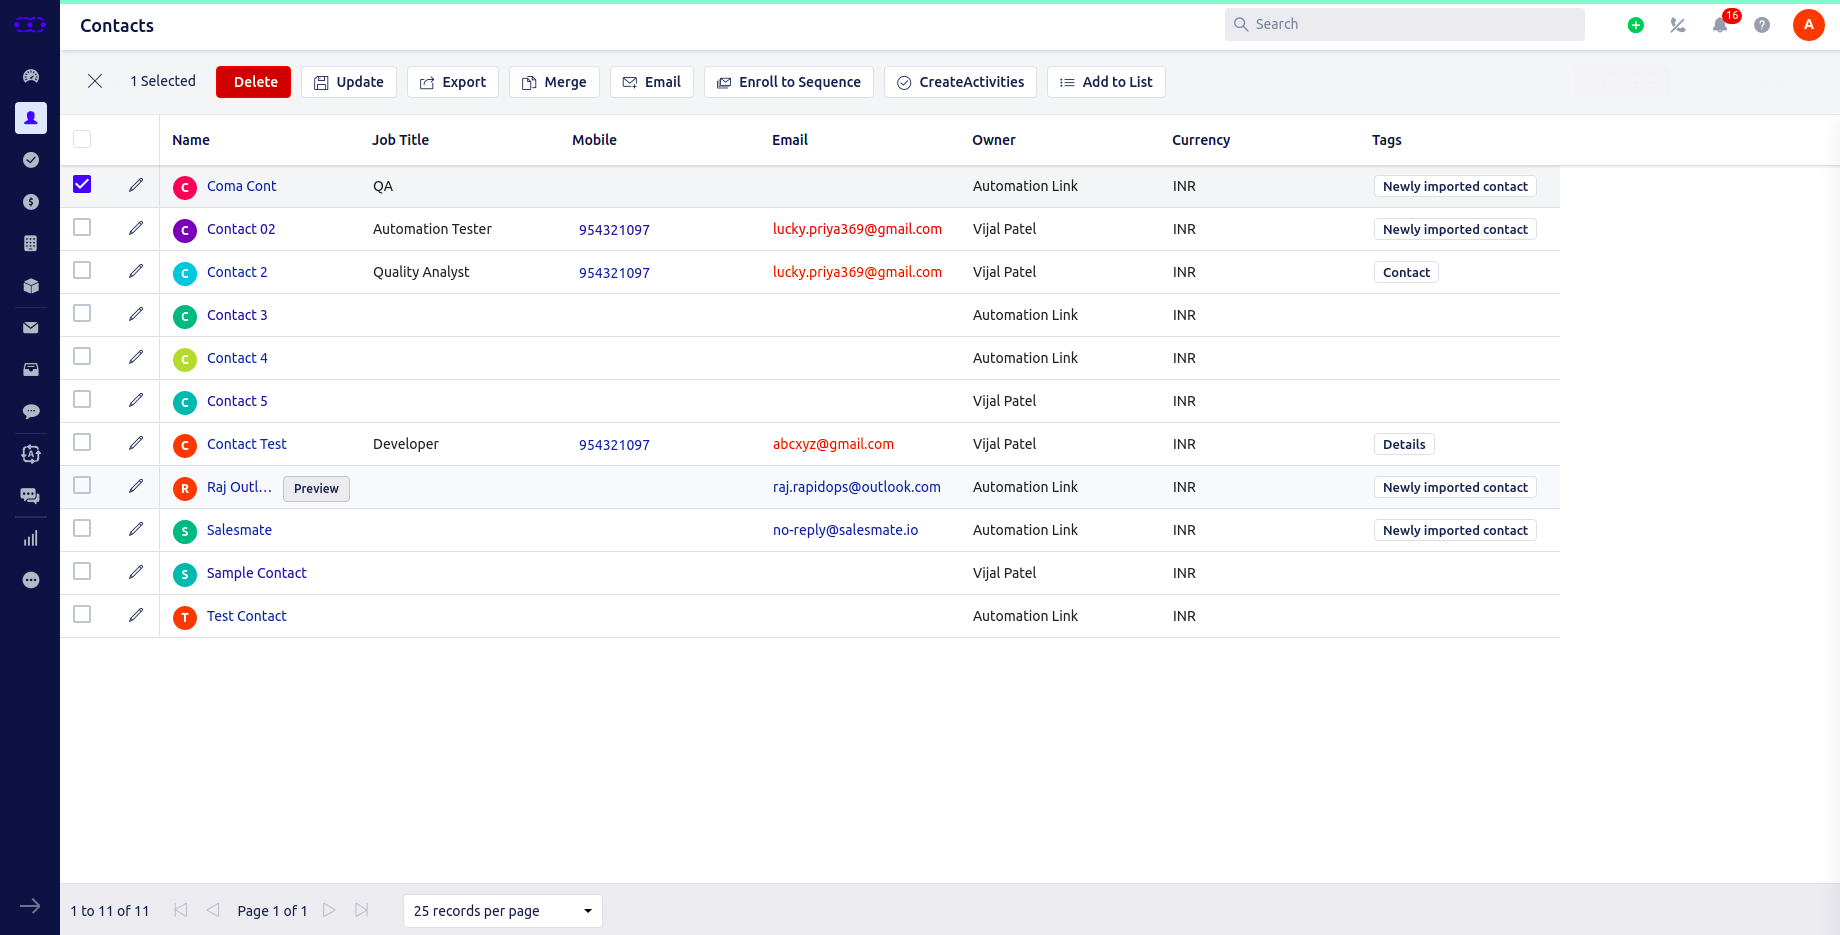 Contacts
Search
16
A
1 Selected
Delete
Update
Export
Merge
Email
Enroll to Sequence
CreateActivities
Add to List
Name Job Title Mobile Email Owner Currency Tags
C Coma Cont QA Automation Link INR Newly imported contact
C Contact 02 Automation Tester 954321097 lucky.priya369@gmail.com Vijal Patel INR Newly imported contact
C Contact 2 Quality Analyst 954321097 lucky.priya369@gmail.com Vijal Patel INR Contact
C Contact 3 Automation Link INR
C Contact 4 Automation Link INR
C Contact 5 Vijal Patel INR
C Contact Test Developer 954321097 abcxyz@gmail.com Vijal Patel INR Details
R Raj Outl... Preview raj.rapidops@outlook.com Automation Link INR Newly imported contact
S Salesmate no-reply@salesmate.io Automation Link INR Newly imported contact
S Sample Contact Vijal Patel INR
T Test Contact Automation Link INR
1 to 11 of 11 Page 1 of 1 25 records per page